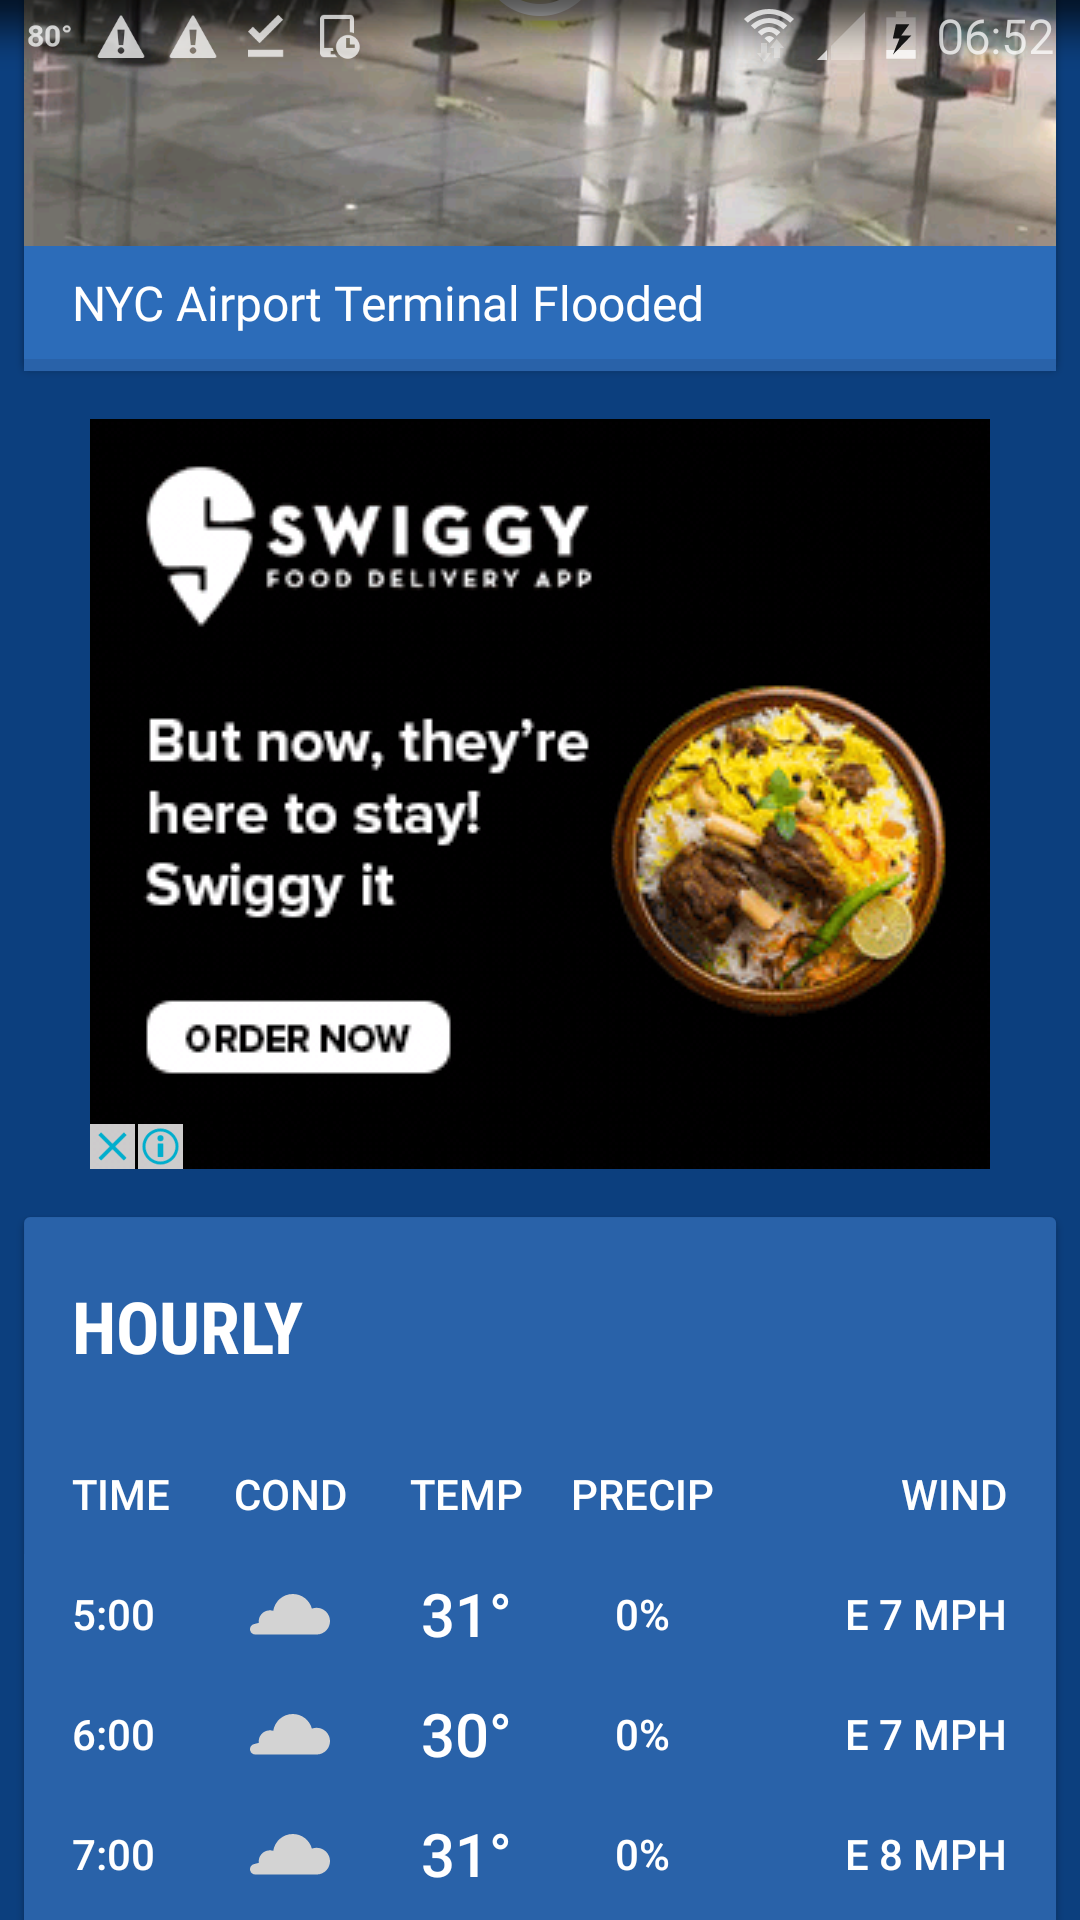 80° 06:52
NYC Airport Terminal Flooded
SWIGGY
FOOD DELIVERY APP
But now, they're
here to stay!
Swiggy it
ORDER NOW
HOURLY
TIME COND TEMP PRECIP WIND
5:00 31° 0% E 7 MPH
6:00 30° 0% E 7 MPH
7:00 31° 0% E 8 MPH